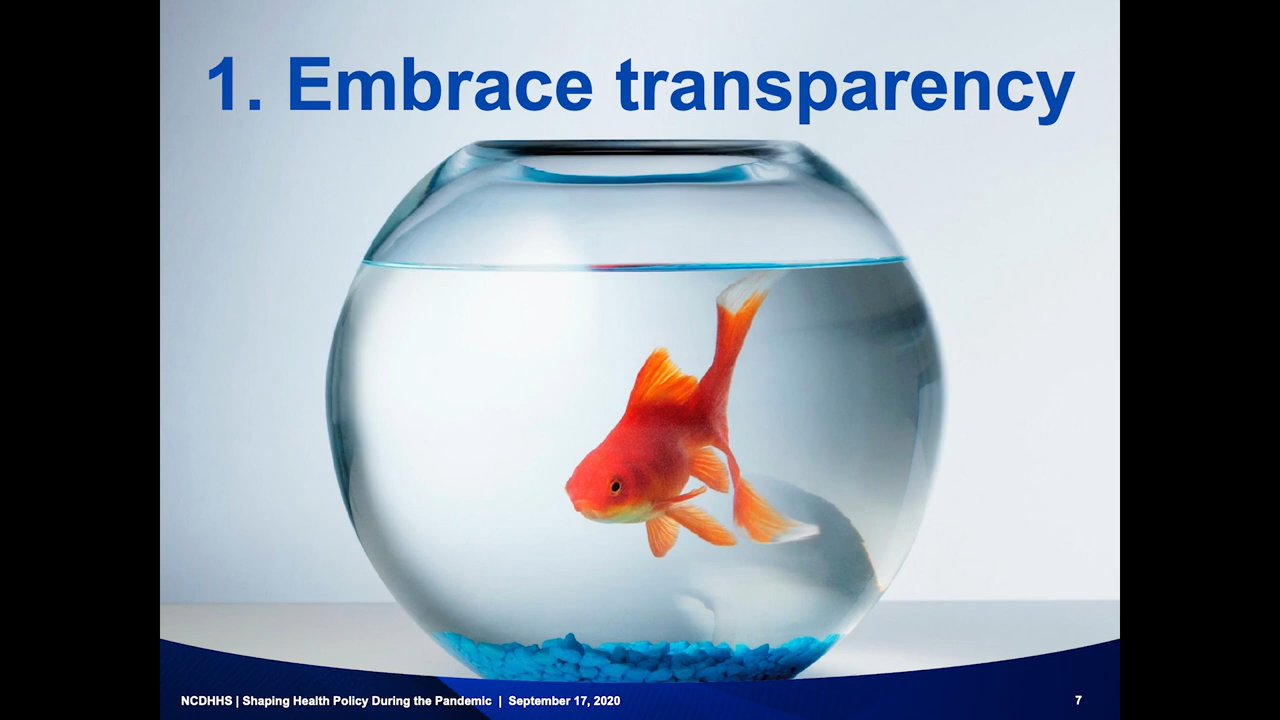 1. Embrace transparency
NCDHHS | Shaping Health Policy During the Pandemic | September 17, 2020
7